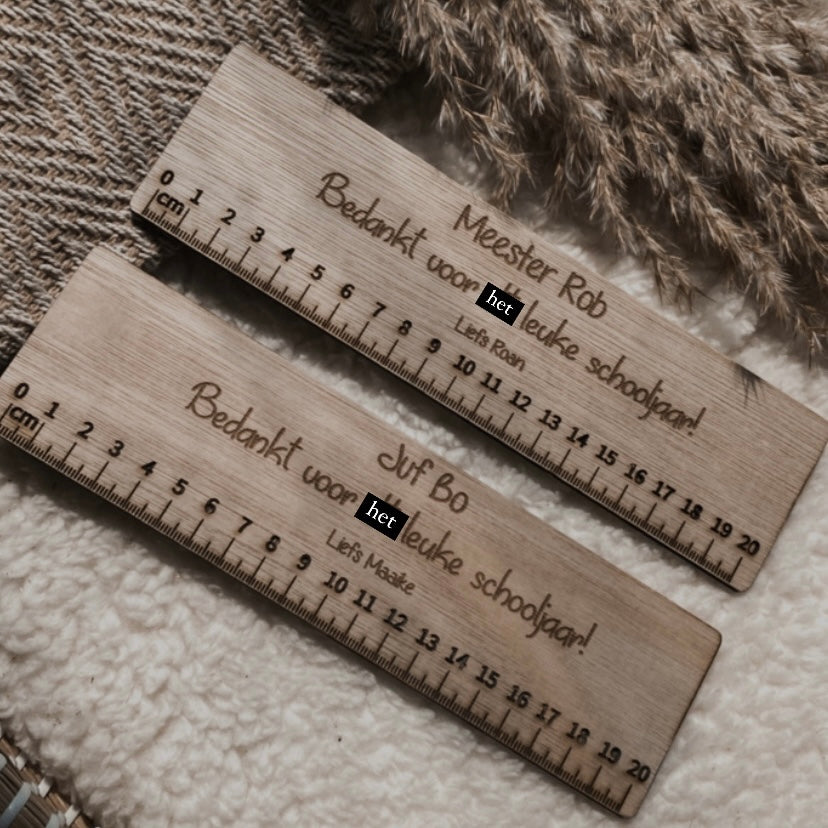 Meester Rob
Bedankt voor het leuke schooljaar!
Liefs Roan
0 1 2 3 4 5 6 7 8 9 10 11 12 13 14 15 16 17 18 19 20
cm
Juf Bo
Bedankt voor het leuke schooljaar!
Liefs Maaike
0 1 2 3 4 5 6 7 8 9 10 11 12 13 14 15 16 17 18 19 20
cm